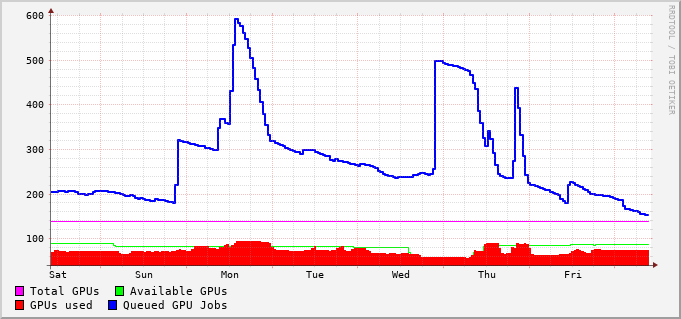 RRDTOOL / TOBI OETIKER
600
500
400
300
200
100
Sat Sun Mon Tue Wed Thu Fri
Total GPUs Available GPUs
GPUs used Queued GPU Jobs